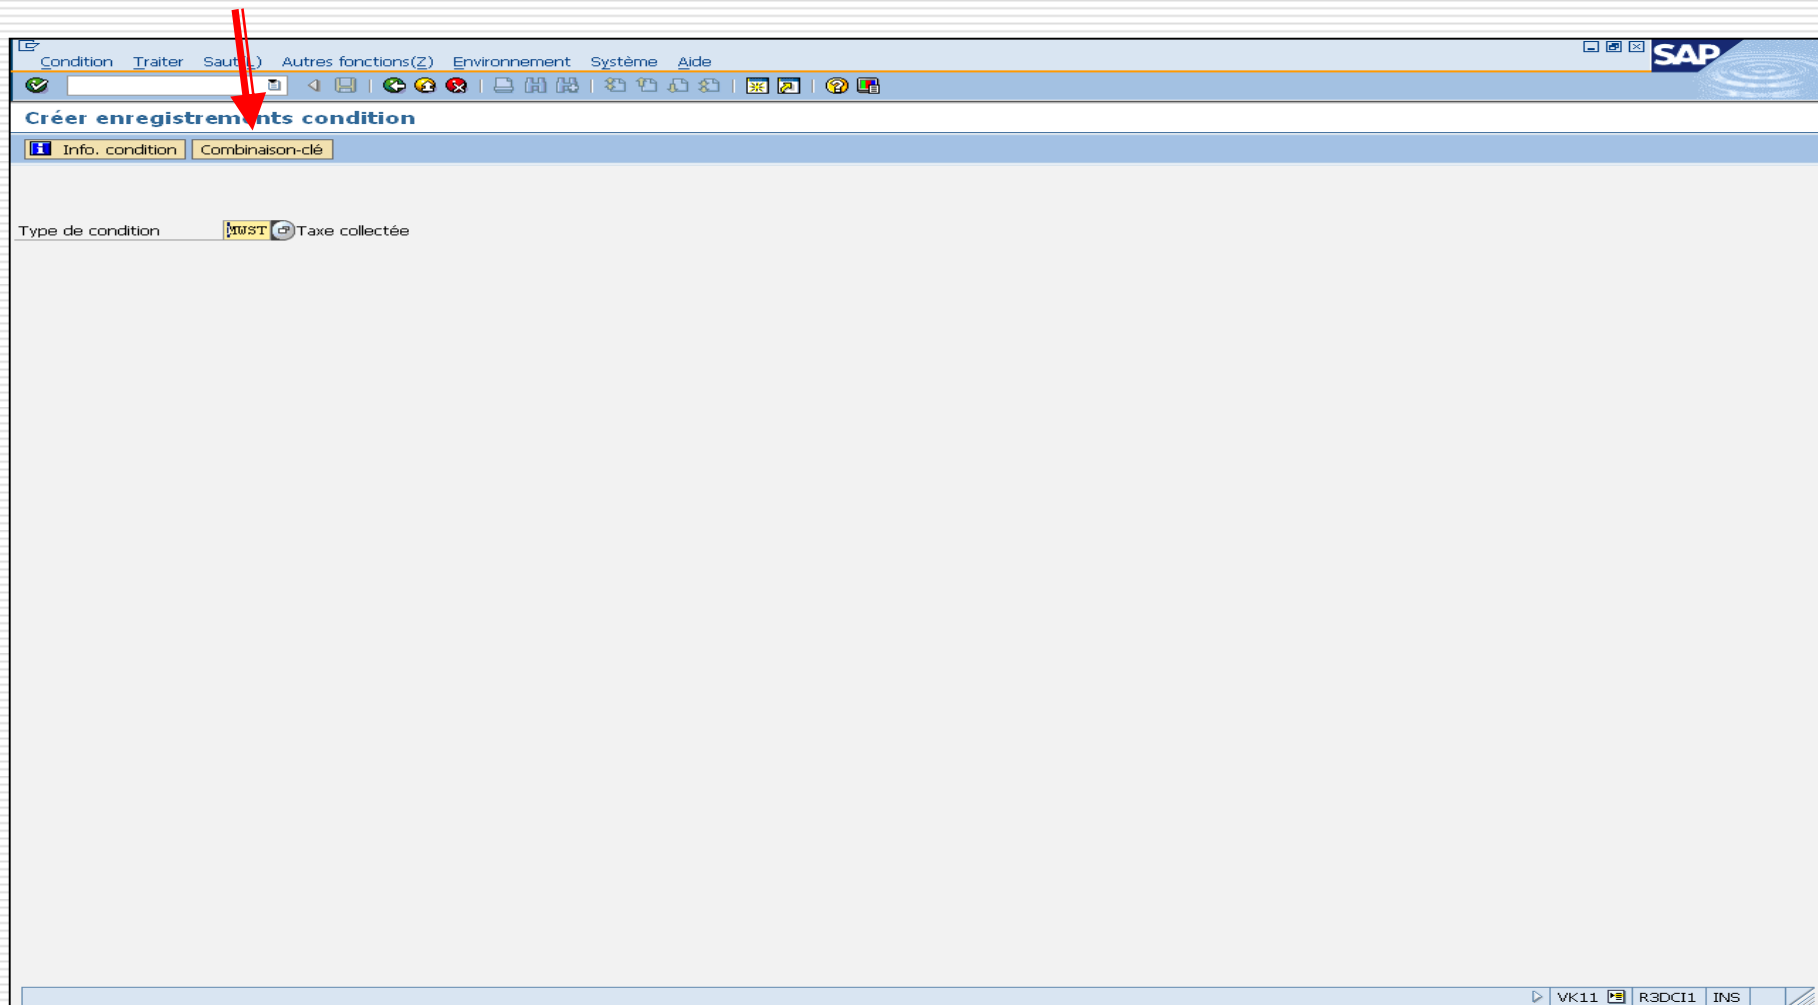 Condition Traiter Saut(L) Autres fonctions(Z) Environnement Système Aide
SAP
Créer enregistrements condition
Info. condition Combinaison-clé
Type de condition MWST Taxe collectée
VK11 R3DCI1 INS